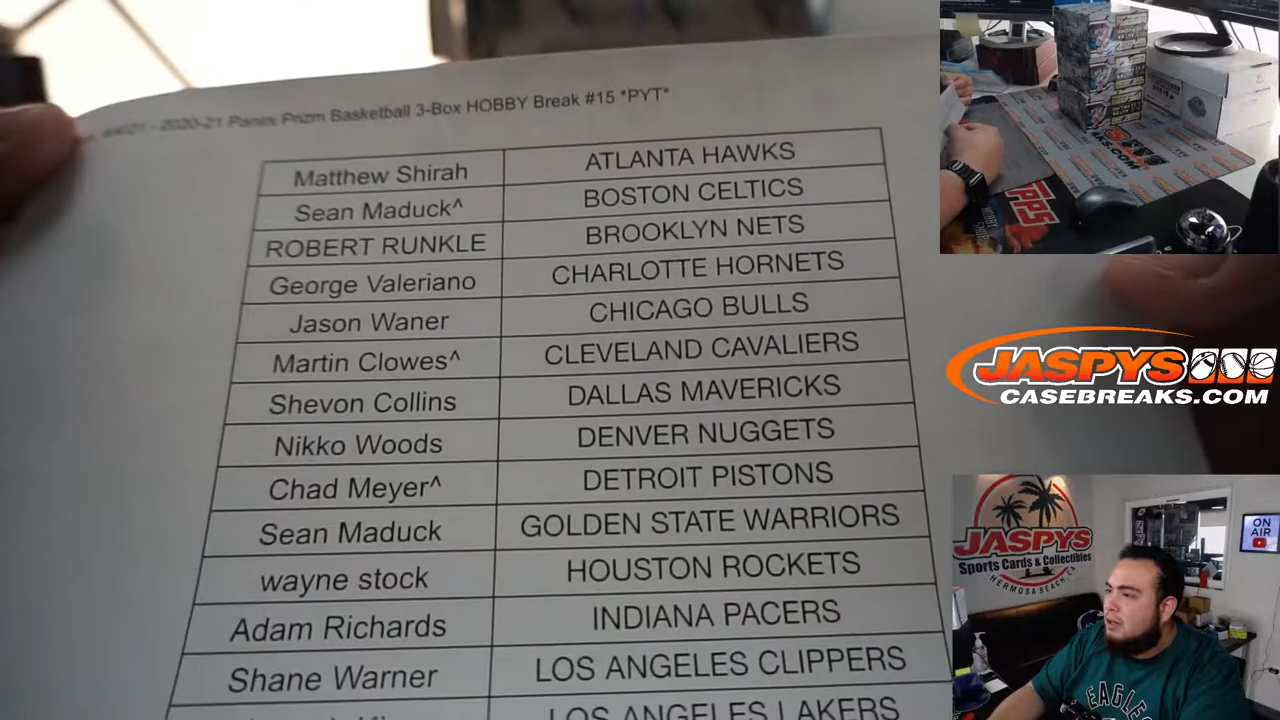 2020-21 Panini Prizm Basketball 3-Box HOBBY Break #15 *PYT*
Matthew Shirah ATLANTA HAWKS
Sean Maduck^ BOSTON CELTICS
ROBERT RUNKLE BROOKLYN NETS
George Valeriano CHARLOTTE HORNETS
Jason Waner CHICAGO BULLS
Martin Clowes^ CLEVELAND CAVALIERS
Shevon Collins DALLAS MAVERICKS
Nikko Woods DENVER NUGGETS
Chad Meyer^ DETROIT PISTONS
Sean Maduck GOLDEN STATE WARRIORS
wayne stock HOUSTON ROCKETS
Adam Richards INDIANA PACERS
Shane Warner LOS ANGELES CLIPPERS
LOS ANGELES LAKERS
TOPPS
JASPYS
CASEBREAKS.COM
JASPYS
Sports Cards & Collectibles
HERMOSA BEACH, CA
ON
AIR
EAGLES